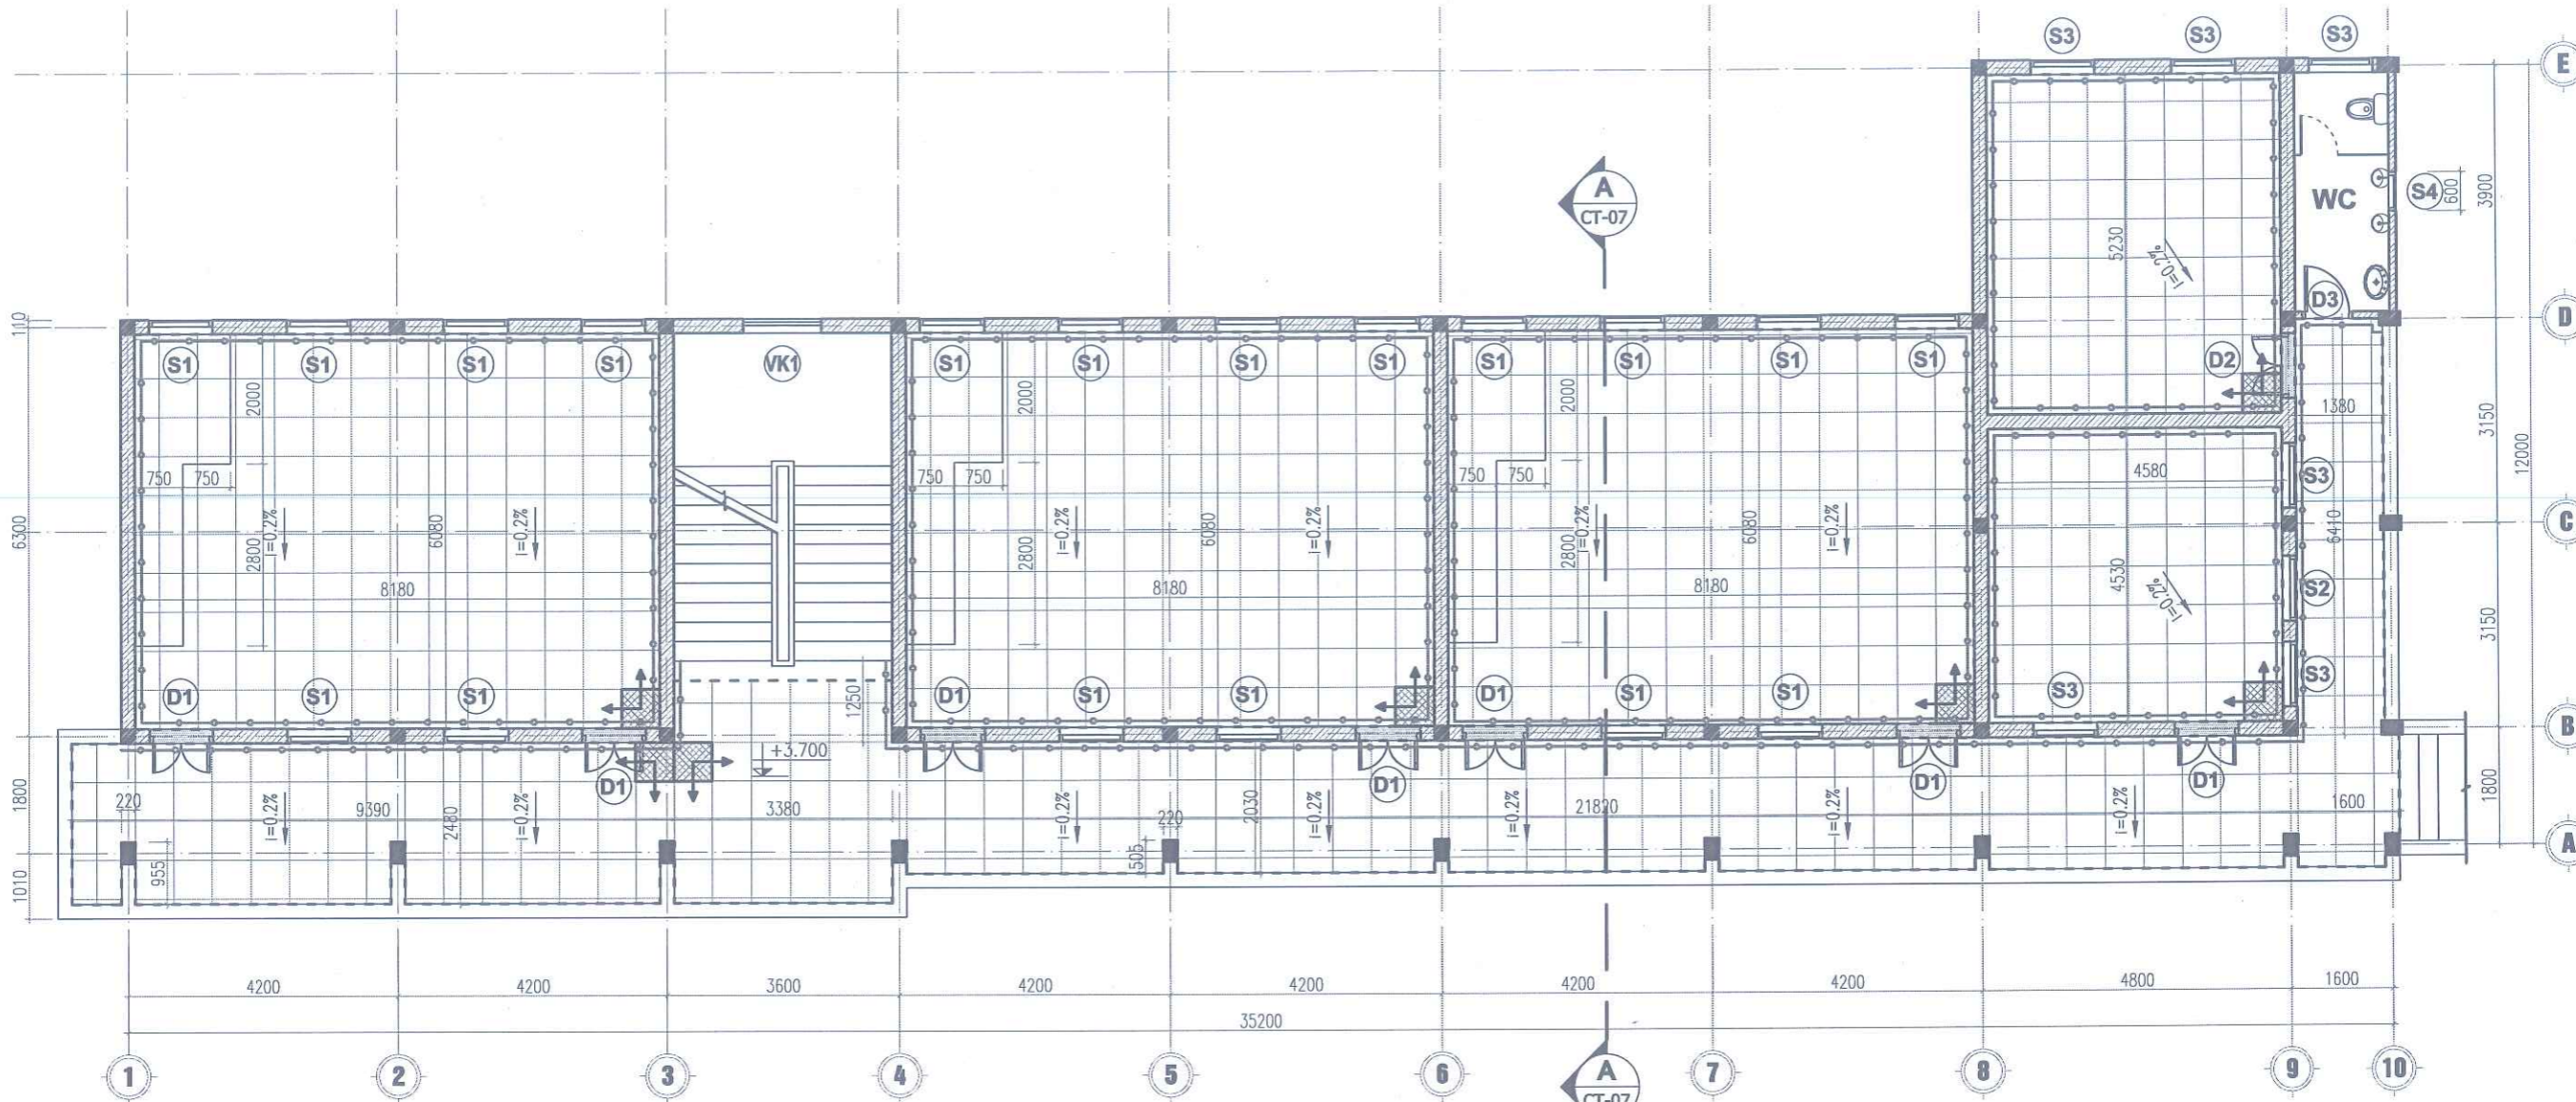 S3 S3 S3 E
A
CT-07
WC S4 600 3900
5230 i=0.2%
D3
110 D
S1 S1 S1 S1 VK1 S1 S1 S1 S1 S1 S1 S1 S1 D2
2000 2000 2000 1380 3150
12000
750 750 750 750 750 750 4580 S3
6300 2800 i=0.2% 6080 i=0.2% 2800 i=0.2% 6080 i=0.2% 2800 i=0.2% 6080 i=0.2% 6410 C
8180 8180 8180 4530 i=0.2% S2
3150
D1 S1 S1 1250 D1 S1 S1 D1 S1 S1 S3 S3
B
+3.700
D1 D1 D1 D1
1800 220 i=0.2% 9390 2480 i=0.2% 3380 i=0.2% 220 2030 i=0.2% i=0.2% 21820 i=0.2% i=0.2% 1600 1800
A
1010 955 505
4200 4200 3600 4200 4200 4200 4200 4800 1600
35200
1 2 3 4 5 6 A 7 8 9 10
CT-07